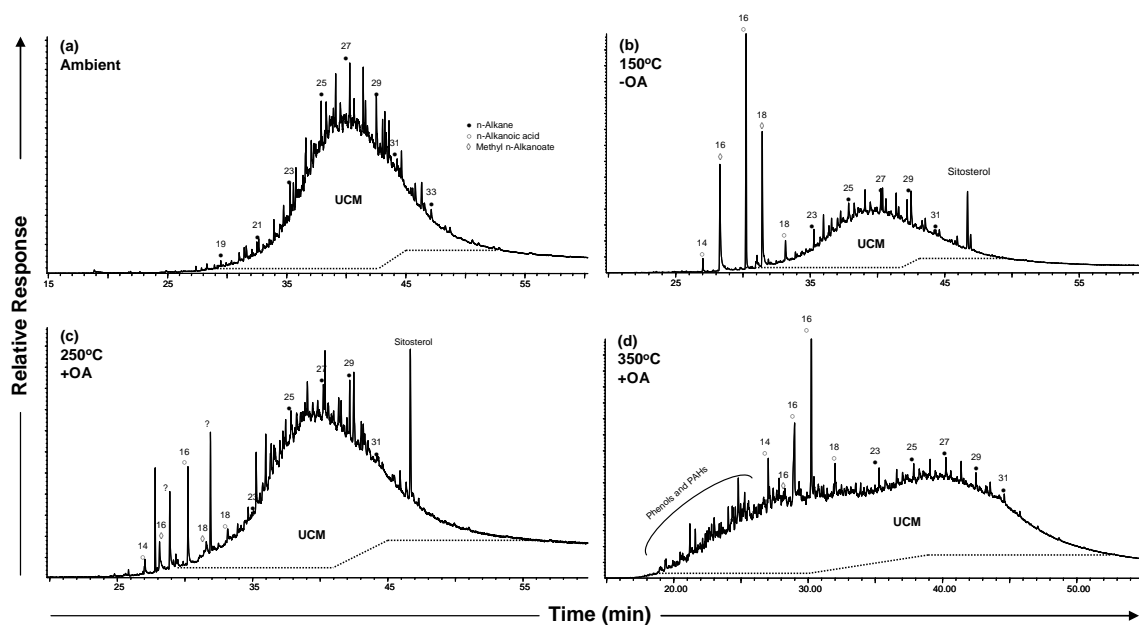 Relative Response
(a)
Ambient
27
25
29
31
23
33
21
19
UCM
● n-Alkane
○ n-Alkanoic acid
◊ Methyl n-Alkanoate
15 25 35 45 55
(b)
150ºC
-OA
16
18
16
Sitosterol
27 29
25
18
23
31
14
UCM
25 35 45 55
(c)
250ºC
+OA
Sitosterol
27
29
25
?
16
31
?
23
16 18 18
14
UCM
25 35 45 55
(d)
350ºC
+OA
16
16
14
18
23
25
27
29
31
16
Phenols and PAHs
UCM
20.00 30.00 40.00 50.00
Time (min)